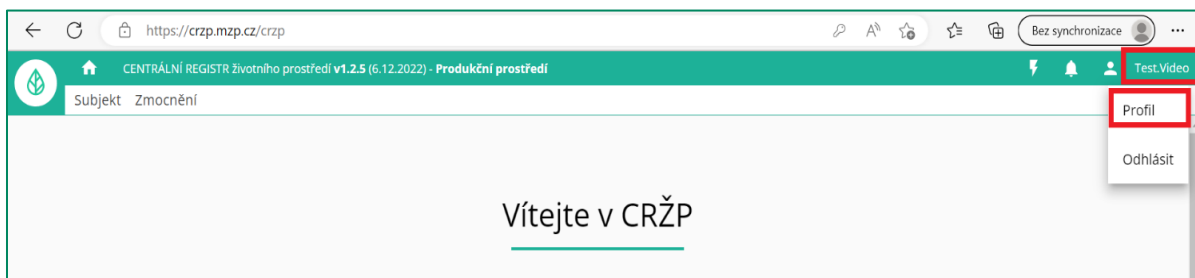 https://crzp.mzp.cz/crzp
Bez synchronizace
CENTRÁLNÍ REGISTR životního prostředí v1.2.5 (6.12.2022) - Produkční prostředí
Test.Video
Subjekt Zmocnění
Profil
Odhlásit
Vítejte v CRŽP